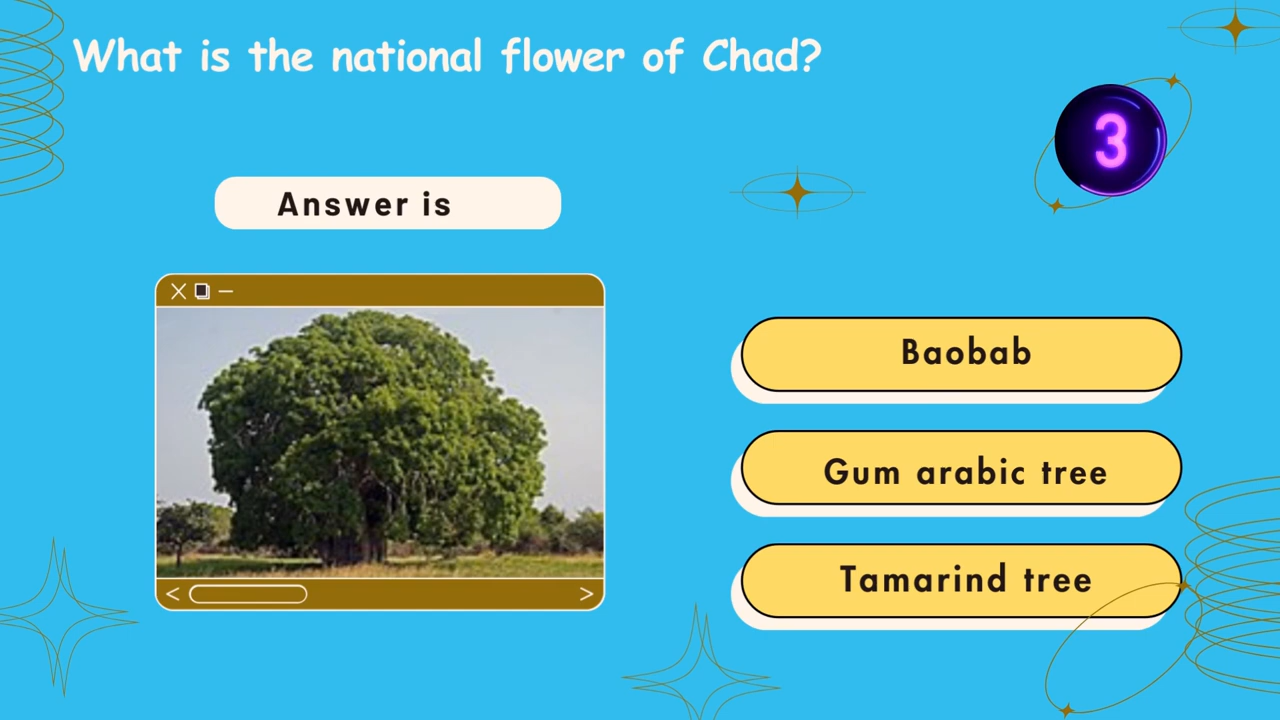 What is the national flower of Chad?
3
Answer is
Baobab
Gum arabic tree
Tamarind tree